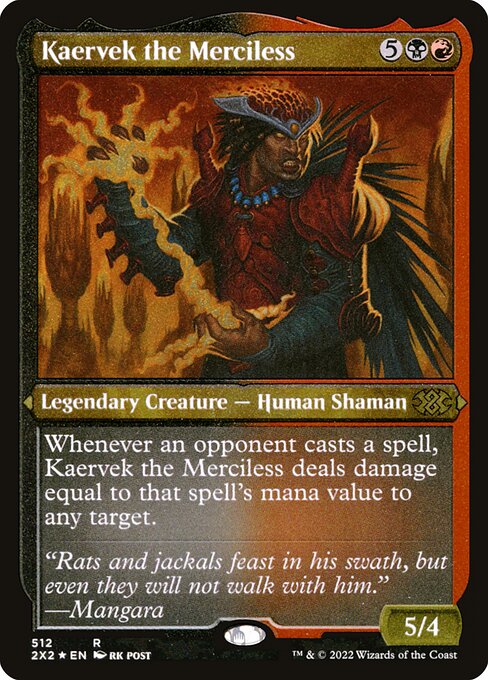 Kaervek the Merciless 5
Legendary Creature — Human Shaman
Whenever an opponent casts a spell,
Kaervek the Merciless deals damage
equal to that spell's mana value to
any target.
“Rats and jackals feast in his swath, but
even they will not walk with him.”
—Mangara
5/4
512 R
2X2 ★ EN RK POST
™ & © 2022 Wizards of the Coast